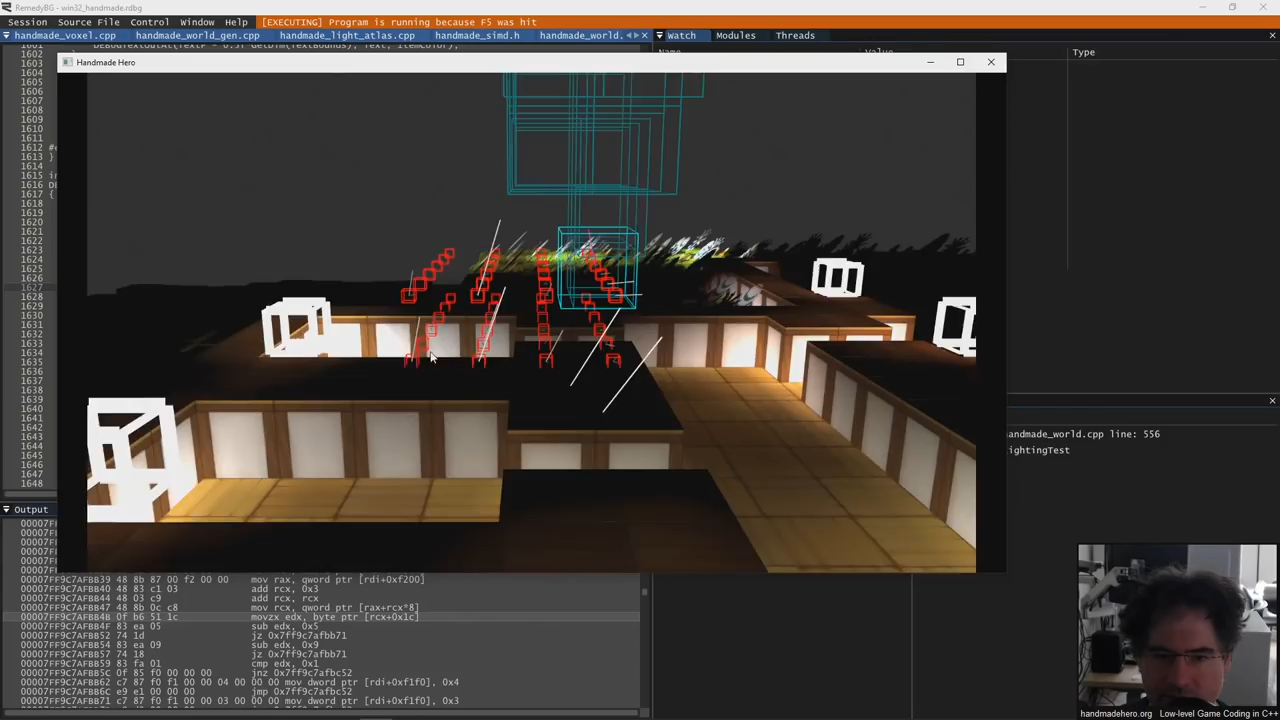 RemedyBG - win32_handmade.rdbg
Session Source File Control Window Help [EXECUTING] Program is running because F5 was hit
handmade_voxel.cpp handmade_world_gen.cpp handmade_light_atlas.cpp handmade_simd.h handmade_world. Watch Modules Threads
1601
1602
Name Value Type
Handmade Hero
1603
1604
1605
1606
1607
1608
1609
1610
1611
1612 #e
1613 }
1614
1615 in
1616 DE
1617 {
1618
1619
1620
1621
1622
1623
1624
1625
1626
1627
1628
1629
1630
1631
1632
1633
1634
1635
1636
1637
1638
1639
1640
1641
1642
1643
1644
1645
1646
1647
1648
andmade_world.cpp line: 556
ightingTest
Output
00007FF9C7AFBB39 48 8b 87 00 f2 00 00 mov rax, qword ptr [rdi+0xf200]
00007FF9C7AFBB40 48 83 c1 03 add rcx, 0x3
00007FF9C7AFBB44 48 03 c9 add rcx, rcx
00007FF9C7AFBB47 48 8b 0c c8 mov rcx, qword ptr [rax+rcx*8]
00007FF9C7AFBB4B 0f b6 51 1c movzx edx, byte ptr [rcx+0x1c]
00007FF9C7AFBB4F 83 ea 05 sub edx, 0x5
00007FF9C7AFBB52 74 1d jz 0x7ff9c7afbb71
00007FF9C7AFBB54 83 ea 09 sub edx, 0x9
00007FF9C7AFBB57 74 18 jz 0x7ff9c7afbb71
00007FF9C7AFBB59 83 fa 01 cmp edx, 0x1
00007FF9C7AFBB5C 0f 85 f0 00 00 00 jnz 0x7ff9c7afbc52
00007FF9C7AFBB62 c7 87 f0 f1 00 00 04 00 00 00 mov dword ptr [rdi+0xf1f0], 0x4
00007FF9C7AFBB6C e9 e1 00 00 00 jmp 0x7ff9c7afbc52
00007FF9C7AFBB71 c7 87 f0 f1 00 00 03 00 00 00 mov dword ptr [rdi+0xf1f0], 0x3
handmadehero.org Low-level Game Coding in C++